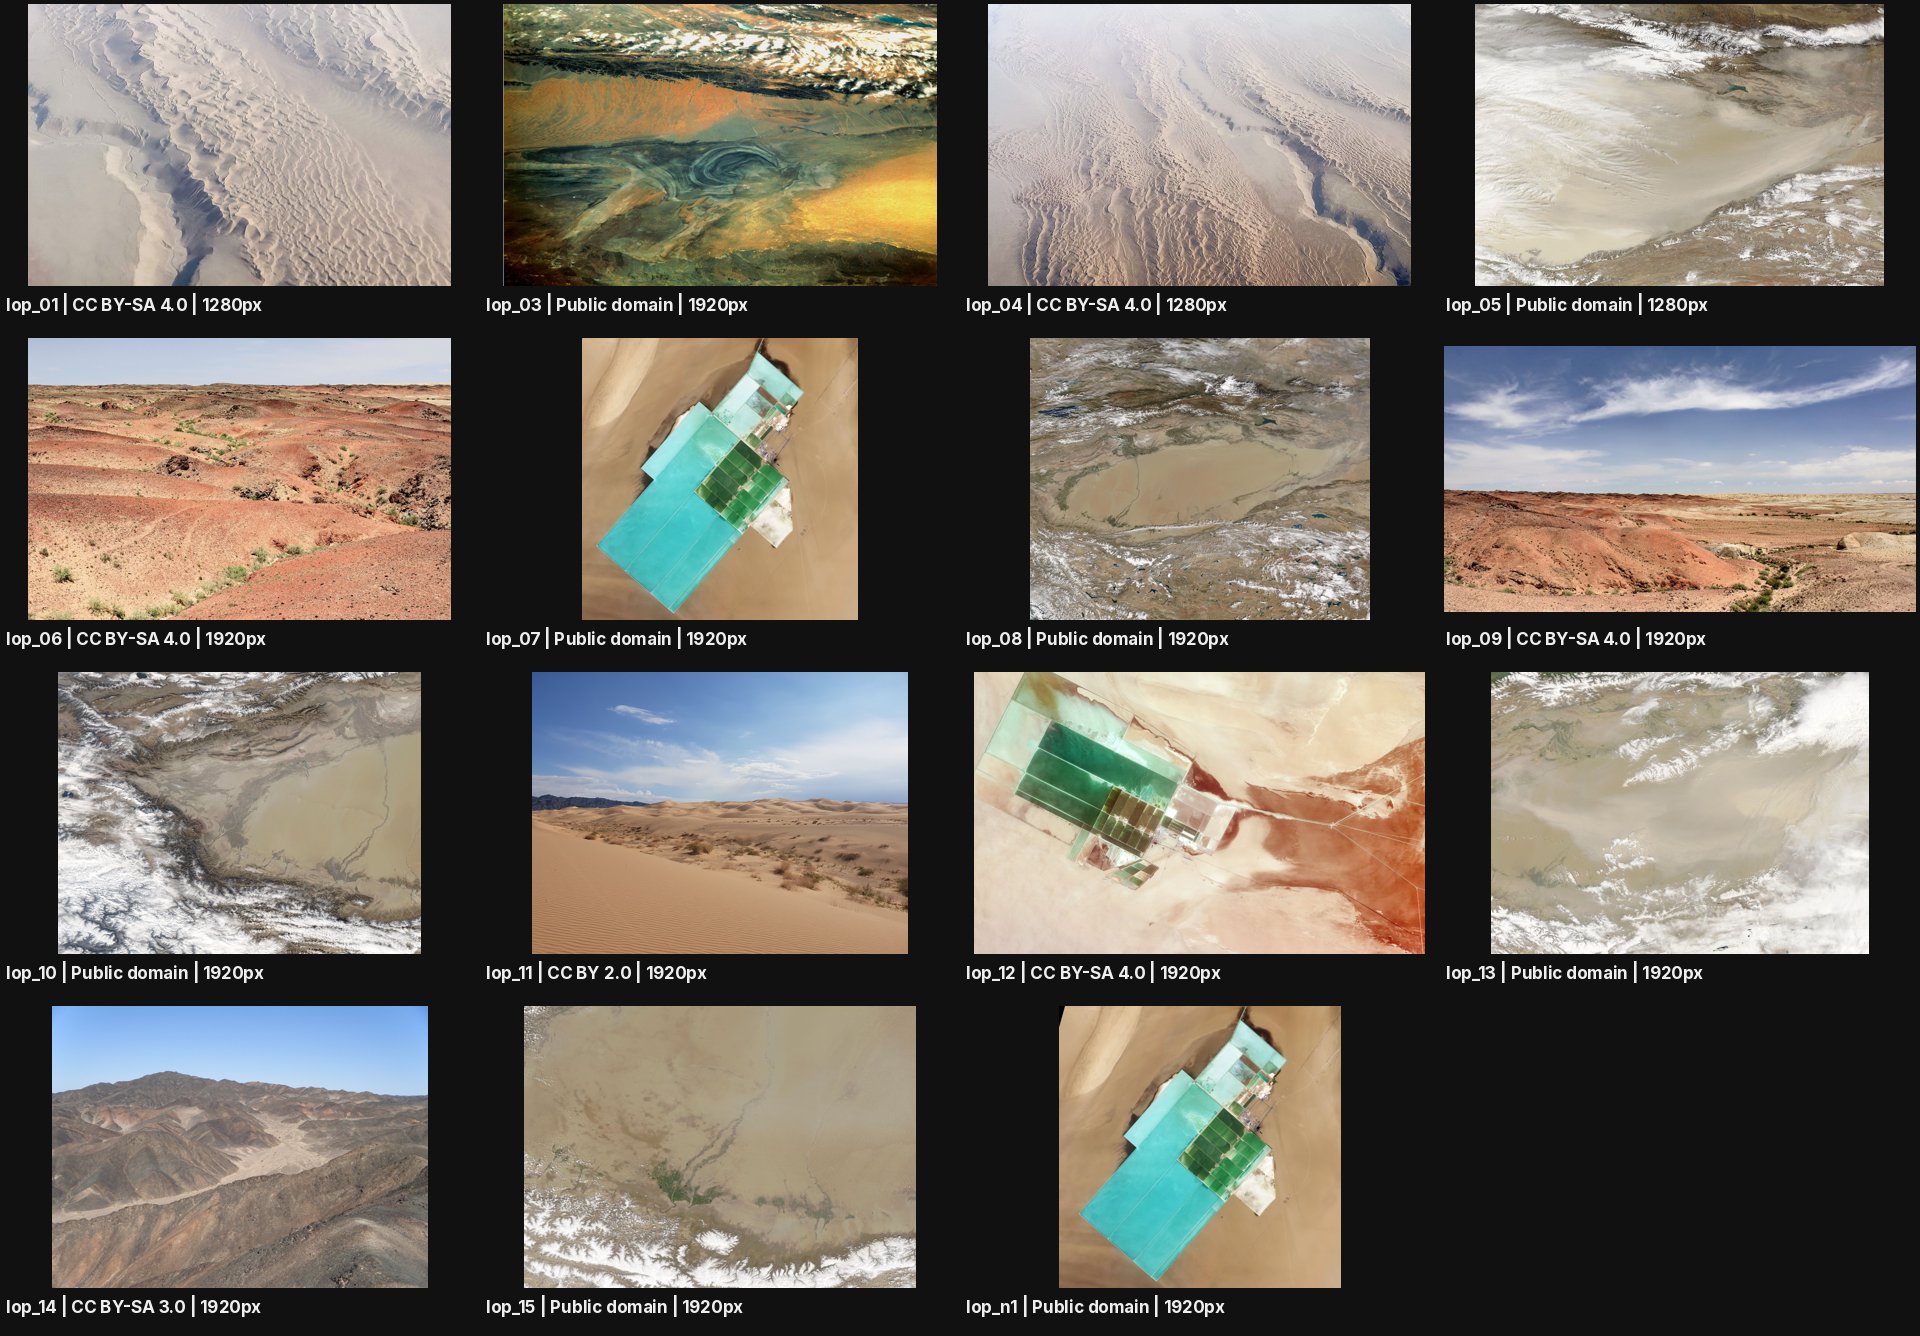 lop_01 | CC BY-SA 4.0 | 1280px
lop_03 | Public domain | 1920px
lop_04 | CC BY-SA 4.0 | 1280px
lop_05 | Public domain | 1280px
lop_06 | CC BY-SA 4.0 | 1920px
lop_07 | Public domain | 1920px
lop_08 | Public domain | 1920px
lop_09 | CC BY-SA 4.0 | 1920px
lop_10 | Public domain | 1920px
lop_11 | CC BY 2.0 | 1920px
lop_12 | CC BY-SA 4.0 | 1920px
lop_13 | Public domain | 1920px
lop_14 | CC BY-SA 3.0 | 1920px
lop_15 | Public domain | 1920px
lop_n1 | Public domain | 1920px